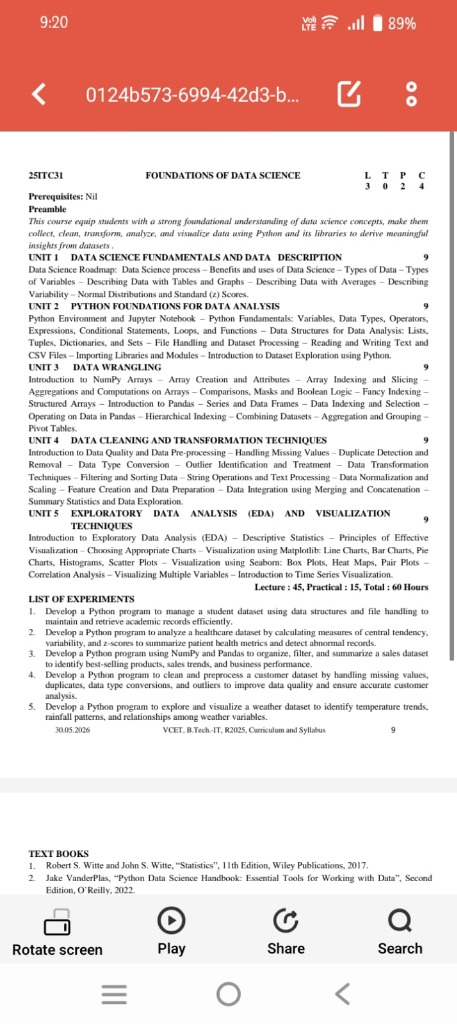 9:20
Vo) LTE
89%
0124b573-6994-42d3-b...
25ITC31 FOUNDATIONS OF DATA SCIENCE L T P C
3 0 2 4
Prerequisites: Nil
Preamble
This course equip students with a strong foundational understanding of data science concepts, make them
collect, clean, transform, analyze, and visualize data using Python and its libraries to derive meaningful
insights from datasets .
UNIT 1 DATA SCIENCE FUNDAMENTALS AND DATA DESCRIPTION 9
Data Science Roadmap: Data Science process – Benefits and uses of Data Science – Types of Data – Types
of Variables – Describing Data with Tables and Graphs – Describing Data with Averages – Describing
Variability – Normal Distributions and Standard (z) Scores.
UNIT 2 PYTHON FOUNDATIONS FOR DATA ANALYSIS 9
Python Environment and Jupyter Notebook – Python Fundamentals: Variables, Data Types, Operators,
Expressions, Conditional Statements, Loops, and Functions – Data Structures for Data Analysis: Lists,
Tuples, Dictionaries, and Sets – File Handling and Dataset Processing – Reading and Writing Text and
CSV Files – Importing Libraries and Modules – Introduction to Dataset Exploration using Python.
UNIT 3 DATA WRANGLING 9
Introduction to NumPy Arrays – Array Creation and Attributes – Array Indexing and Slicing –
Aggregations and Computations on Arrays – Comparisons, Masks and Boolean Logic – Fancy Indexing –
Structured Arrays – Introduction to Pandas – Series and Data Frames – Data Indexing and Selection –
Operating on Data in Pandas – Hierarchical Indexing – Combining Datasets – Aggregation and Grouping –
Pivot Tables.
UNIT 4 DATA CLEANING AND TRANSFORMATION TECHNIQUES 9
Introduction to Data Quality and Data Pre-processing – Handling Missing Values – Duplicate Detection and
Removal – Data Type Conversion – Outlier Identification and Treatment – Data Transformation
Techniques – Filtering and Sorting Data – String Operations and Text Processing – Data Normalization and
Scaling – Feature Creation and Data Preparation – Data Integration using Merging and Concatenation –
Summary Statistics and Data Exploration.
UNIT 5 EXPLORATORY DATA ANALYSIS (EDA) AND VISUALIZATION
TECHNIQUES 9
Introduction to Exploratory Data Analysis (EDA) – Descriptive Statistics – Principles of Effective
Visualization – Choosing Appropriate Charts – Visualization using Matplotlib: Line Charts, Bar Charts, Pie
Charts, Histograms, Scatter Plots – Visualization using Seaborn: Box Plots, Heat Maps, Pair Plots –
Correlation Analysis – Visualizing Multiple Variables – Introduction to Time Series Visualization.
Lecture : 45, Practical : 15, Total : 60 Hours
LIST OF EXPERIMENTS
1. Develop a Python program to manage a student dataset using data structures and file handling to
maintain and retrieve academic records efficiently.
2. Develop a Python program to analyze a healthcare dataset by calculating measures of central tendency,
variability, and z-scores to summarize patient health metrics and detect abnormal records.
3. Develop a Python program using NumPy and Pandas to organize, filter, and summarize a sales dataset
to identify best-selling products, sales trends, and business performance.
4. Develop a Python program to clean and preprocess a customer dataset by handling missing values,
duplicates, data type conversions, and outliers to improve data quality and ensure accurate customer
analysis.
5. Develop a Python program to explore and visualize a weather dataset to identify temperature trends,
rainfall patterns, and relationships among weather variables.
30.05.2026 VCET, B.Tech.-IT, R2025, Curriculum and Syllabus 9
TEXT BOOKS
1. Robert S. Witte and John S. Witte, "Statistics", 11th Edition, Wiley Publications, 2017.
2. Jake VanderPlas, "Python Data Science Handbook: Essential Tools for Working with Data", Second
Edition, O'Reilly, 2022.
Rotate screen
Play
Share
Search